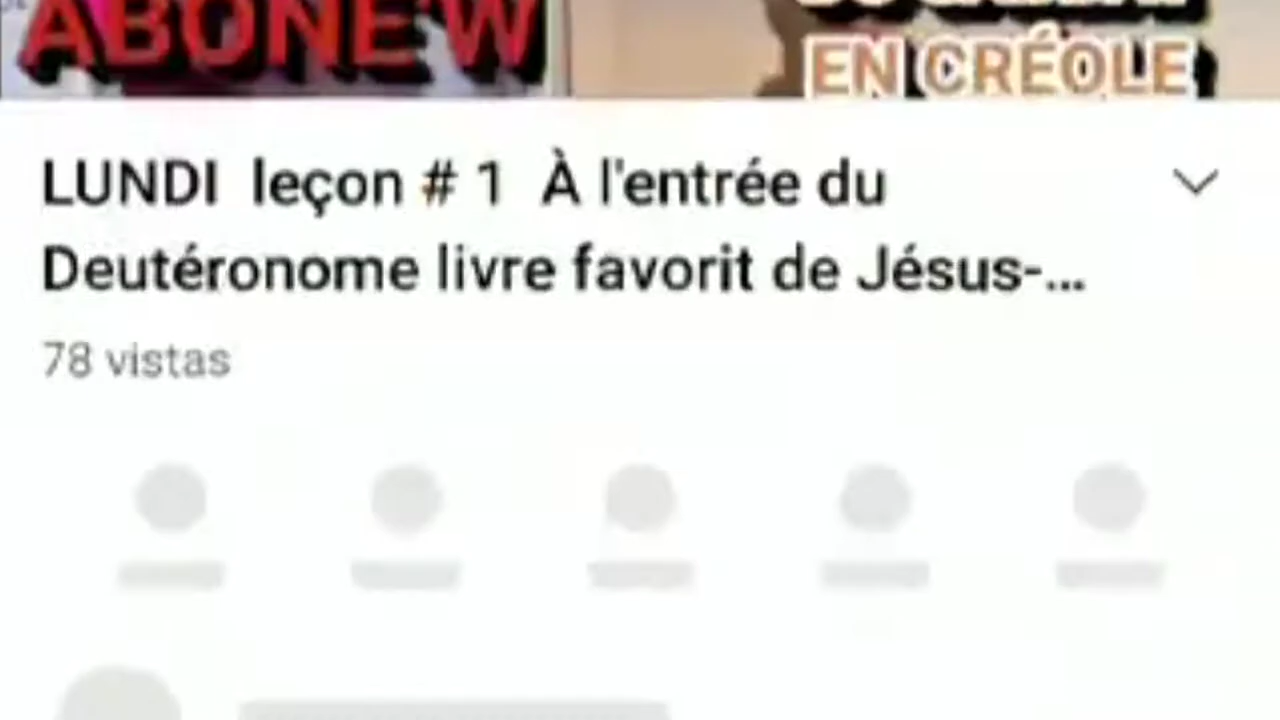 ABONE'W
EN CRÉOLE
LUNDI leçon # 1 À l'entrée du
Deutéronome livre favorit de Jésus-...
78 vistas